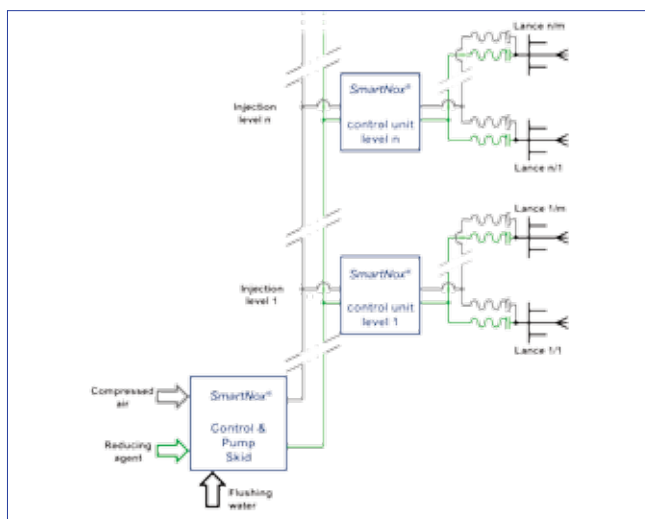 Lance n/m
SmartNox®
Injection
level n
control unit
level n
Lance n/1
Lance 1/m
SmartNox®
Injection
level 1
control unit
level 1
Lance 1/1
Compressed
air
SmartNox®
Control &
Pump
Skid
Reducing
agent
Flushing
water